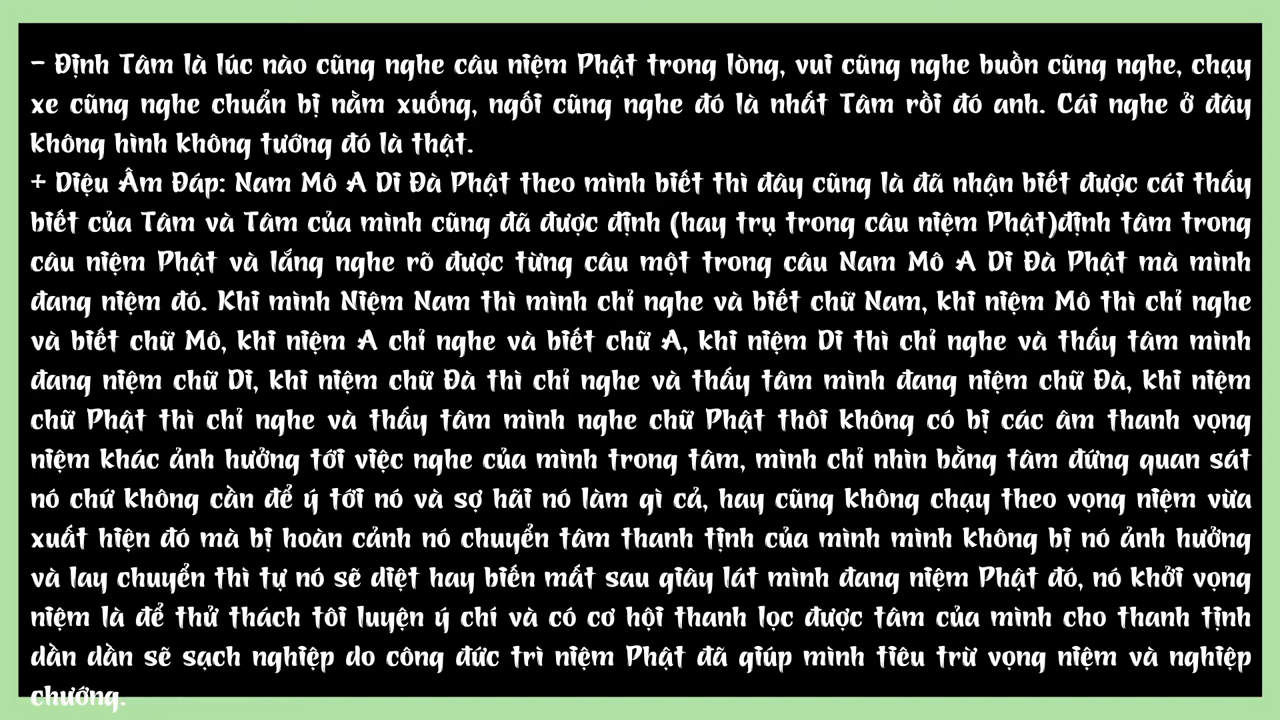 - Định Tâm là lúc nào cũng nghe câu niệm Phật trong lòng, vui cũng nghe buồn cũng nghe, chạy
xe cũng nghe chuẩn bị nằm xuống, ngối cũng nghe đó là nhất Tâm rồi đó anh. Cái nghe ở đây
không hình không tướng đó là thật.
+ Diệu Âm Đáp: Nam Mô A Di Đà Phật theo mình biết thì đây cũng là đã nhận biết được cái thấy
biết của Tâm và Tâm của mình cũng đã được định (hay trụ trong câu niệm Phật)định tâm trong
câu niệm Phật và lắng nghe rõ được từng câu một trong câu Nam Mô A Di Đà Phật mà mình
đang niệm đó. Khi mình Niệm Nam thì mình chỉ nghe và biết chữ Nam, khi niệm Mô thì chỉ nghe
và biết chữ Mô, khi niệm A chỉ nghe và biết chữ A, khi niệm Di thì chỉ nghe và thấy tâm mình
đang niệm chữ Di, khi niệm chữ Đà thì chỉ nghe và thấy tâm mình đang niệm chữ Đà, khi niệm
chữ Phật thì chỉ nghe và thấy tâm mình nghe chữ Phật thôi không có bị các âm thanh vọng
niệm khác ảnh hưởng tới việc nghe của mình trong tâm, mình chỉ nhìn bằng tâm đứng quan sát
nó chứ không cần để ý tới nó và sợ hãi nó làm gì cả, hay cũng không chạy theo vọng niệm vừa
xuất hiện đó mà bị hoàn cảnh nó chuyển tâm thanh tịnh của mình mình không bị nó ảnh hưởng
và lay chuyển thì tự nó sẽ diệt hay biến mất sau giây lát mình đang niệm Phật đó, nó khởi vọng
niệm là để thử thách tôi luyện ý chí và có cơ hội thanh lọc được tâm của mình cho thanh tịnh
dần dần sẽ sạch nghiệp do công đức trì niệm Phật đã giúp mình tiêu trừ vọng niệm và nghiệp
chướng.